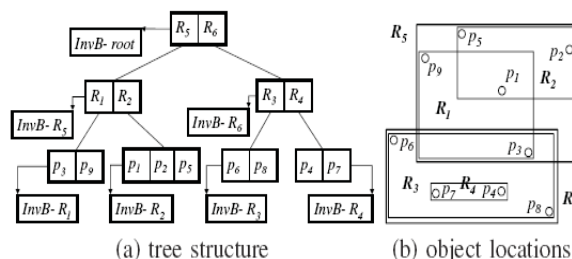 R5 R6
InvB- root
R1 R2
R3 R4
InvB- R5
InvB- R6
p3 p9
p1 p2 p5
p6 p8
p4 p7
InvB- R1
InvB- R2
InvB- R3
InvB- R4
(a) tree structure
R5
p5
p2
p9
p1
R2
R1
p6
p3
R3
R4
p7
p4
p8
(b) object locations